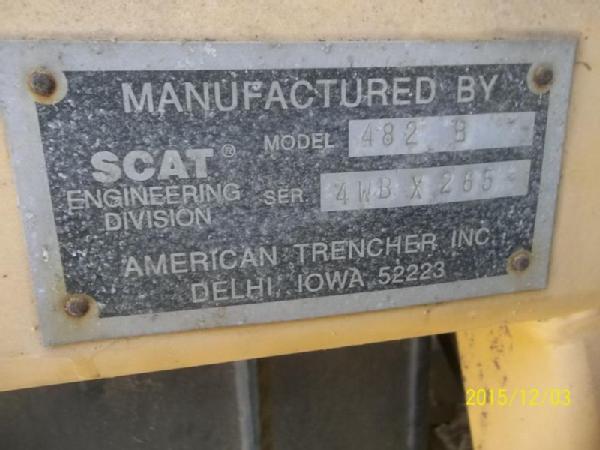 MANUFACTURED BY
SCAT®
ENGINEERING
DIVISION
MODEL 482 B
SER. 4WB X 265
AMERICAN TRENCHER INC.
DELHI, IOWA 52223
2015/12/03